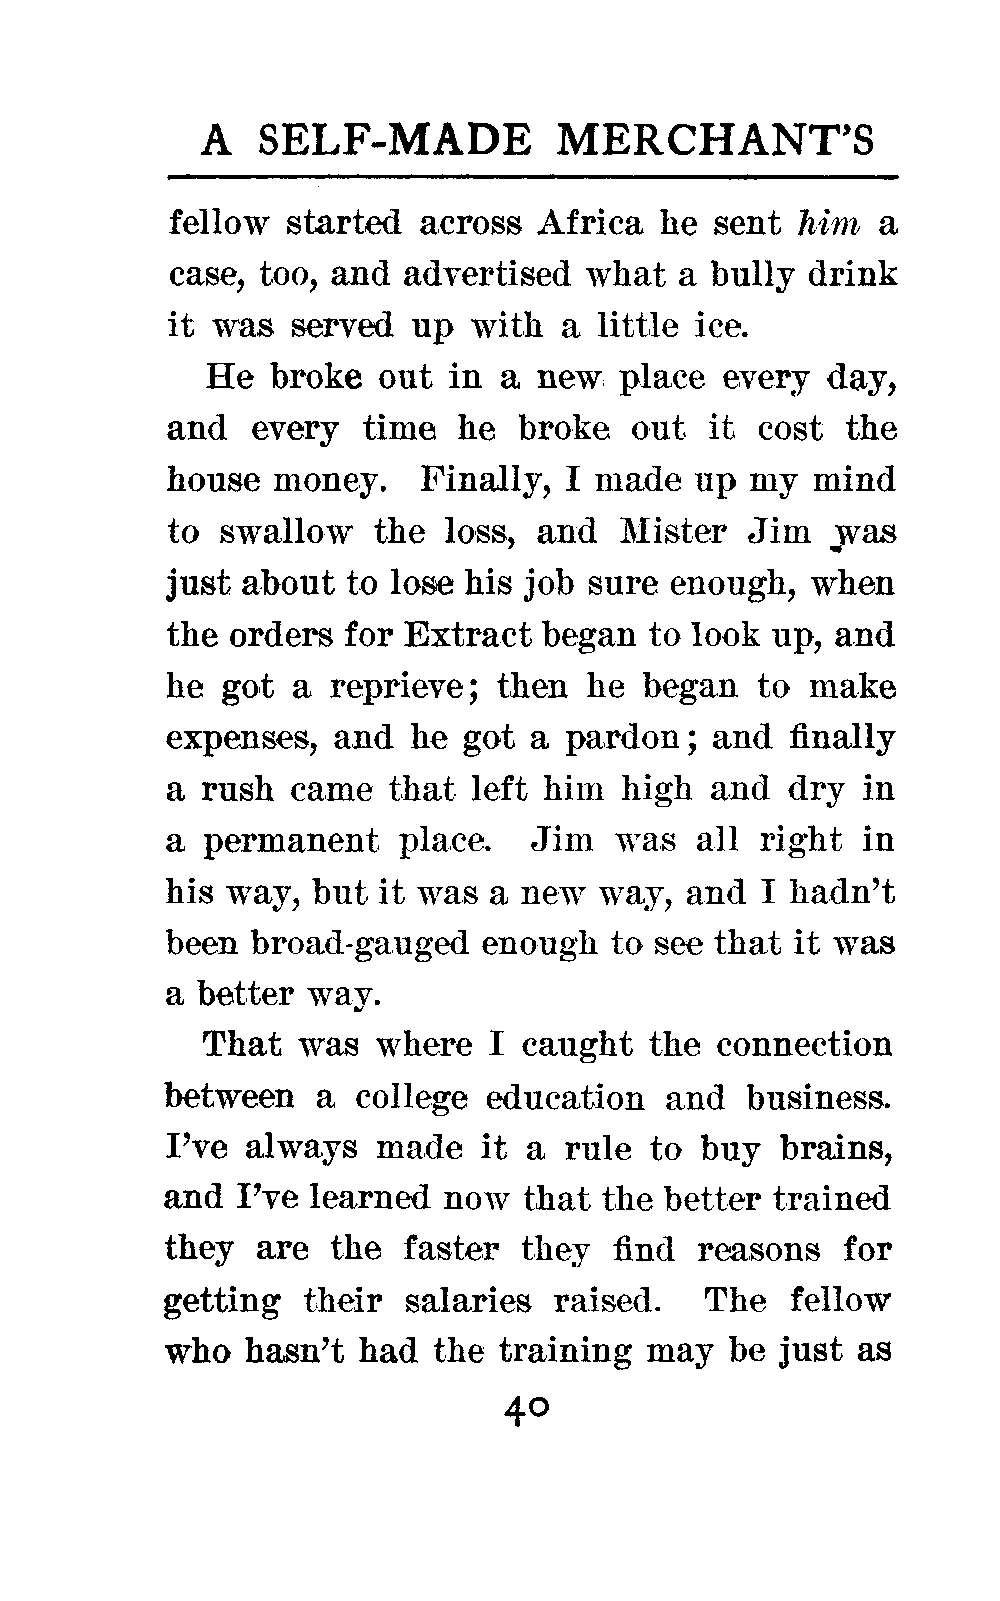 A SELF-MADE MERCHANT'S
fellow started across Africa he sent him a
case, too, and advertised what a bully drink
it was served up with a little ice.
He broke out in a new place every day,
and every time he broke out it cost the
house money. Finally, I made up my mind
to swallow the loss, and Mister Jim was
just about to lose his job sure enough, when
the orders for Extract began to look up, and
he got a reprieve; then he began to make
expenses, and he got a pardon; and finally
a rush came that left him high and dry in
a permanent place. Jim was all right in
his way, but it was a new way, and I hadn't
been broad-gauged enough to see that it was
a better way.
That was where I caught the connection
between a college education and business.
I've always made it a rule to buy brains,
and I've learned now that the better trained
they are the faster they find reasons for
getting their salaries raised. The fellow
who hasn't had the training may be just as
40